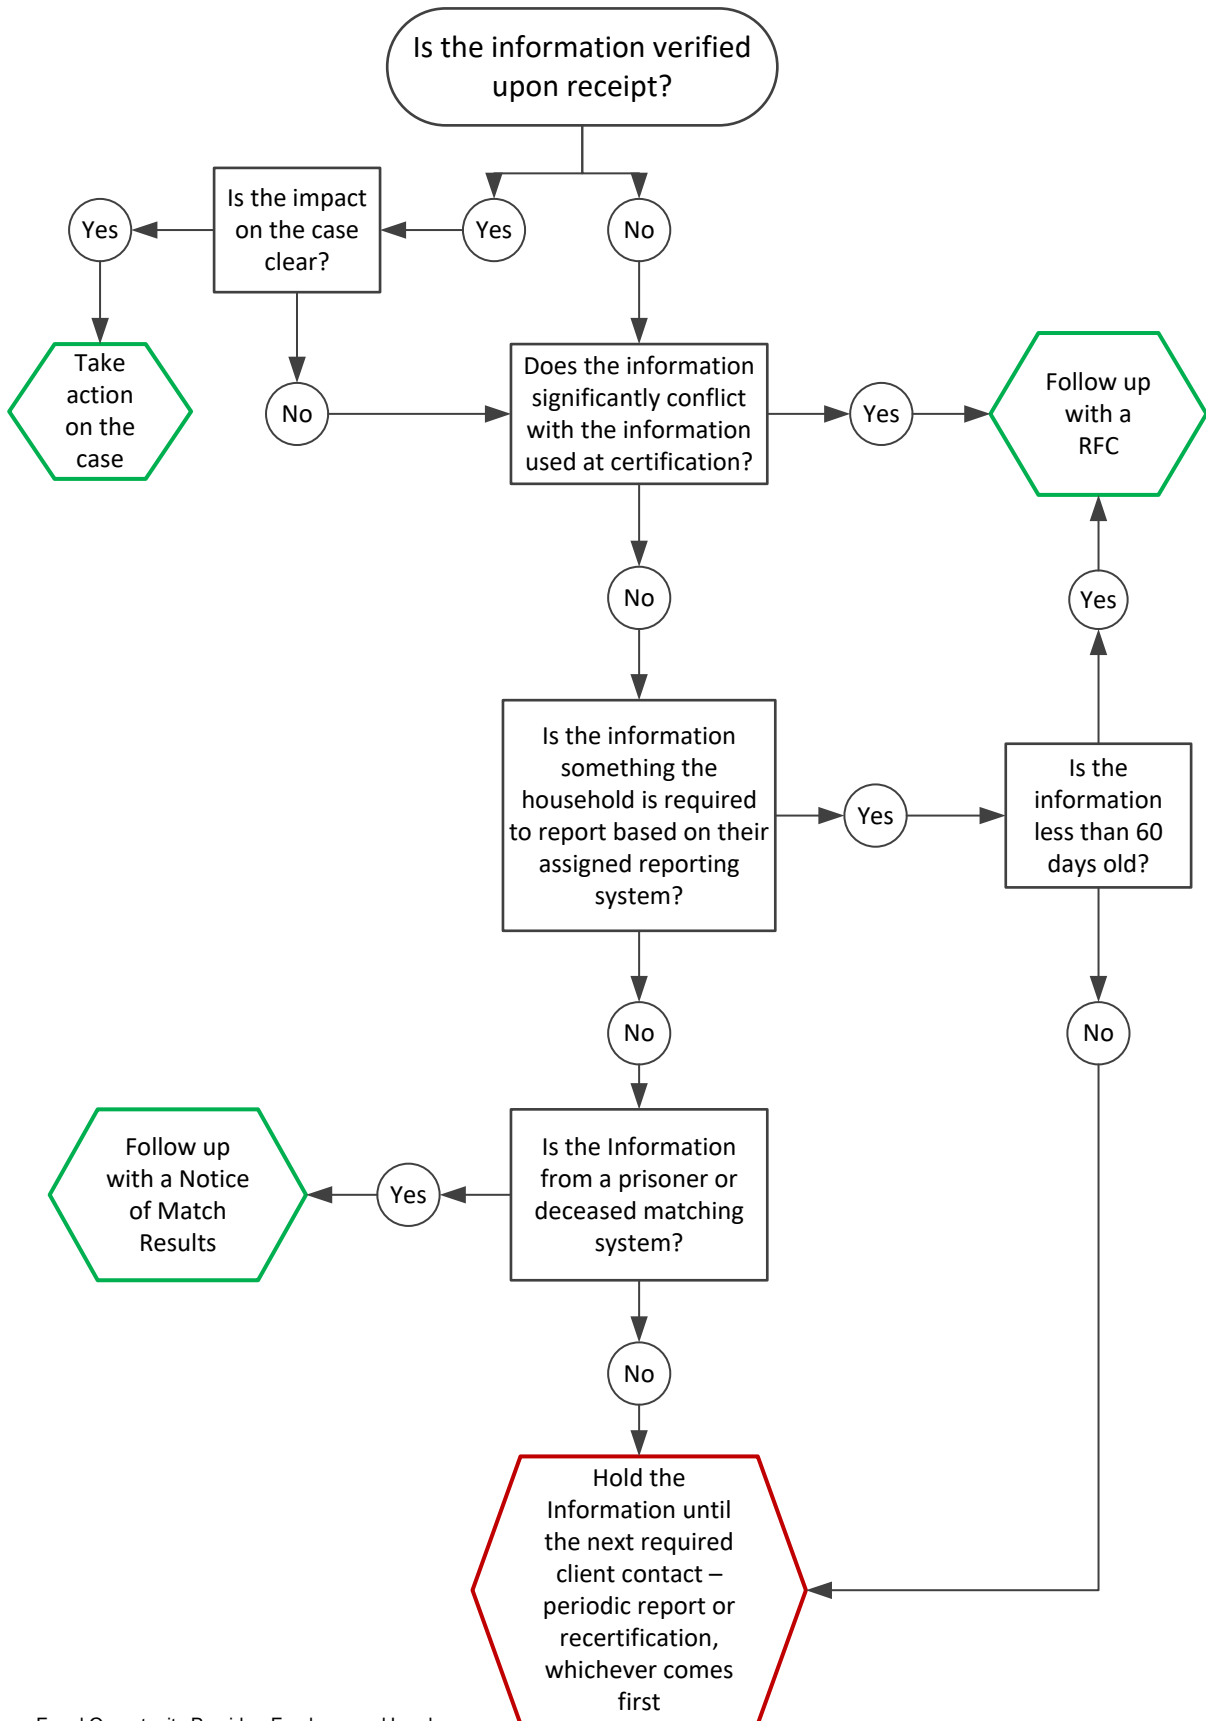 Is the information verified
upon receipt?
Is the impact
on the case
clear?
Yes
Yes
No
Take
action
on the
case
No
Does the information
significantly conflict
with the information
used at certification?
Yes
Follow up
with a
RFC
No
Yes
Is the information
something the
household is required
to report based on their
assigned reporting
system?
Yes
Is the
information
less than 60
days old?
No
No
Follow up
with a Notice
of Match
Results
Yes
Is the Information
from a prisoner or
deceased matching
system?
No
Hold the
Information until
the next required
client contact –
periodic report or
recertification,
whichever comes
first